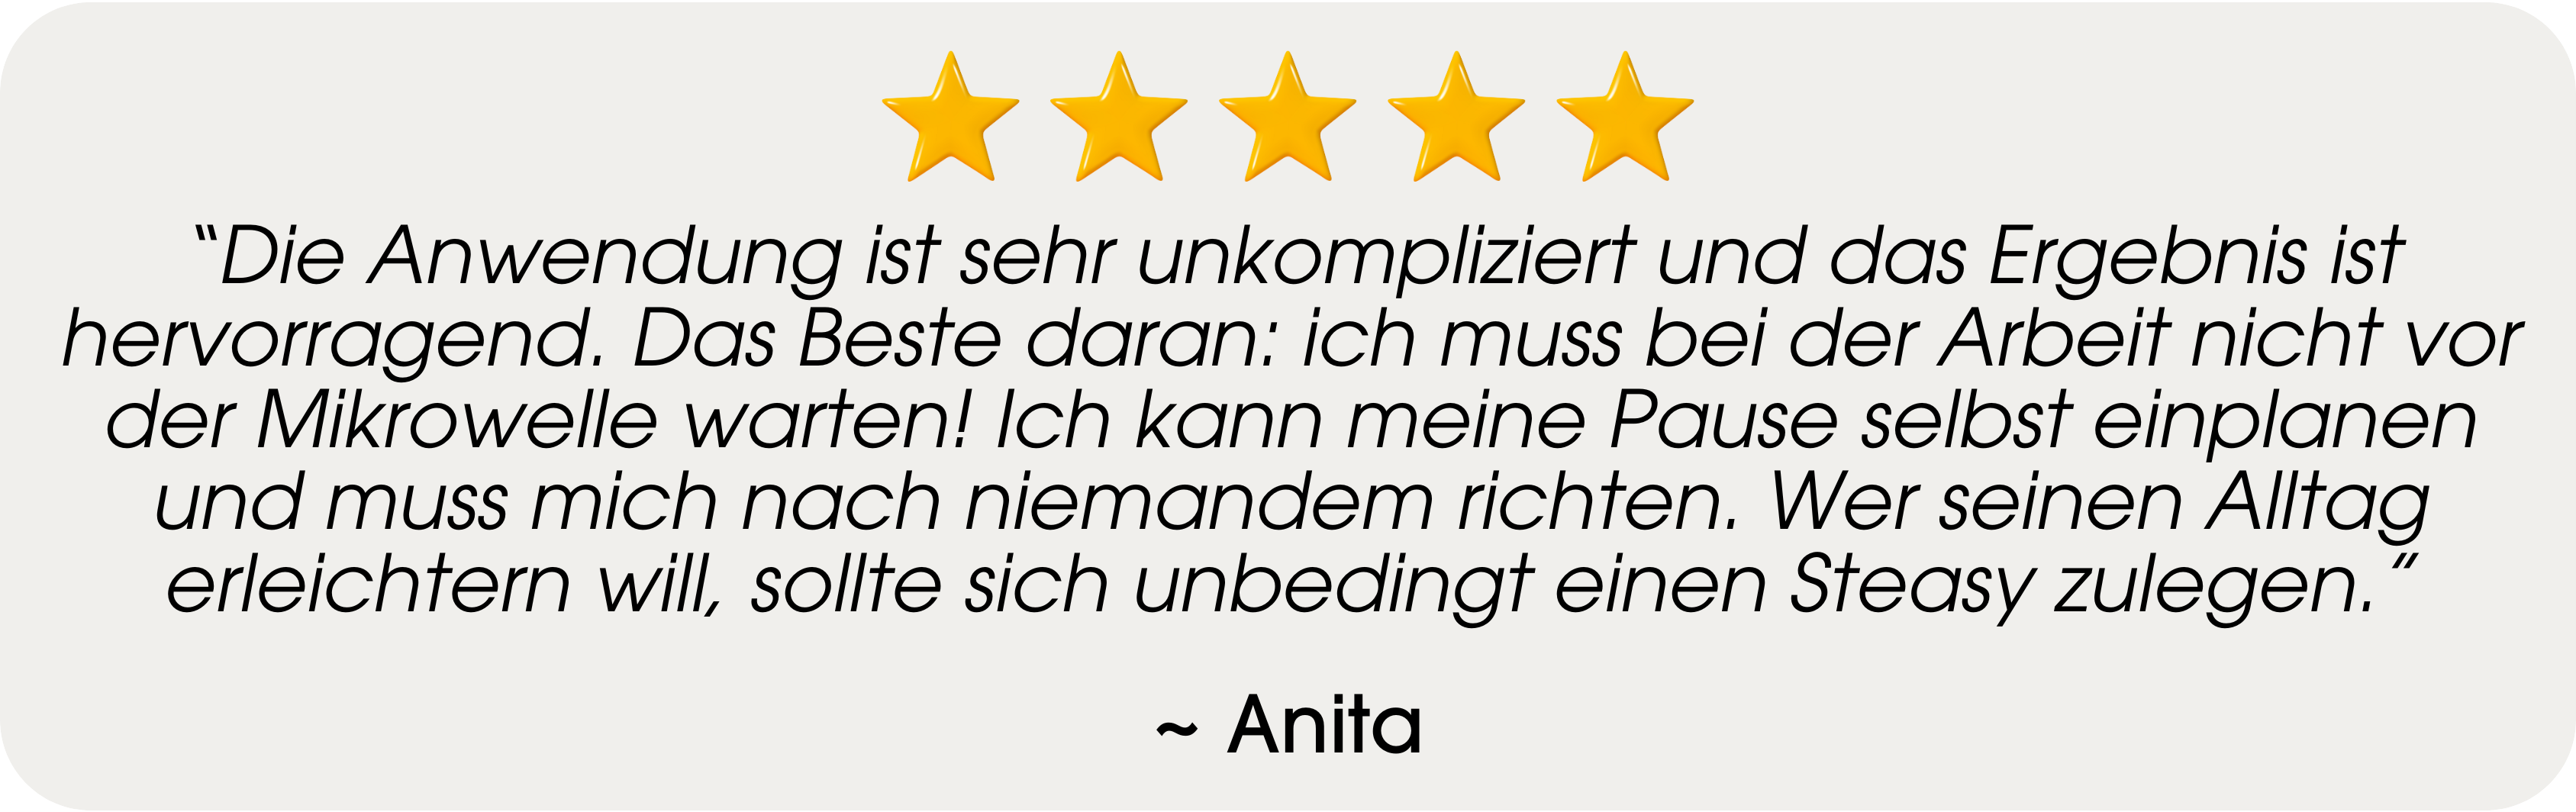 “Die Anwendung ist sehr unkompliziert und das Ergebnis ist
hervorragend. Das Beste daran: ich muss bei der Arbeit nicht vor
der Mikrowelle warten! Ich kann meine Pause selbst einplanen
und muss mich nach niemandem richten. Wer seinen Alltag
erleichtern will, sollte sich unbedingt einen Steasy zulegen.”
~ Anita